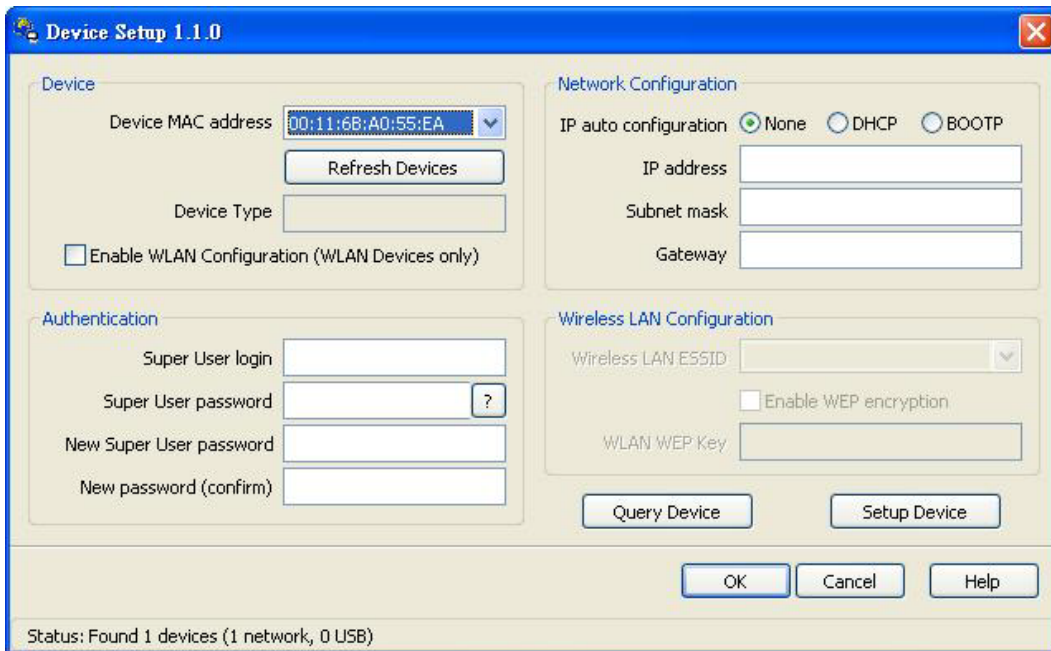 Device Setup 1.1.0
Device
Device MAC address 00:11:6B:A0:55:EA
Refresh Devices
Device Type
Enable WLAN Configuration (WLAN Devices only)
Network Configuration
IP auto configuration None DHCP BOOTP
IP address
Subnet mask
Gateway
Authentication
Super User login
Super User password ?
New Super User password
New password (confirm)
Wireless LAN Configuration
Wireless LAN ESSID
Enable WEP encryption
WLAN WEP Key
Query Device Setup Device
OK Cancel Help
Status: Found 1 devices (1 network, 0 USB)